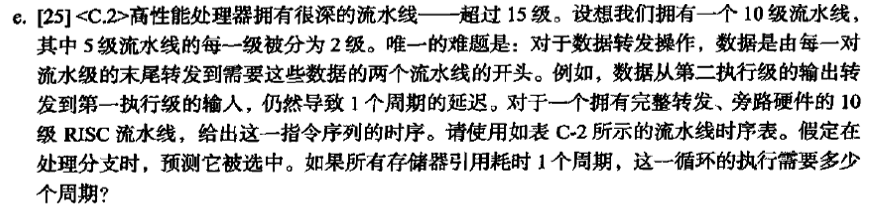 e. [25] <C.2>高性能处理器拥有很深的流水线——超过 15 级。设想我们拥有一个 10 级流水线，
其中 5 级流水线的每一级被分为 2 级。唯一的难题是：对于数据转发操作，数据是由每一对
流水级的末尾转发到需要这些数据的两个流水线的开头。例如，数据从第二执行级的输出转
发到第一执行级的输入，仍然导致 1 个周期的延迟。对于一个拥有完整转发、旁路硬件的 10
级 RISC 流水线，给出这一指令序列的时序。请使用如表 C-2 所示的流水线时序表。假定在
处理分支时，预测它被选中。如果所有存储器引用耗时 1 个周期，这一循环的执行需要多少
个周期？